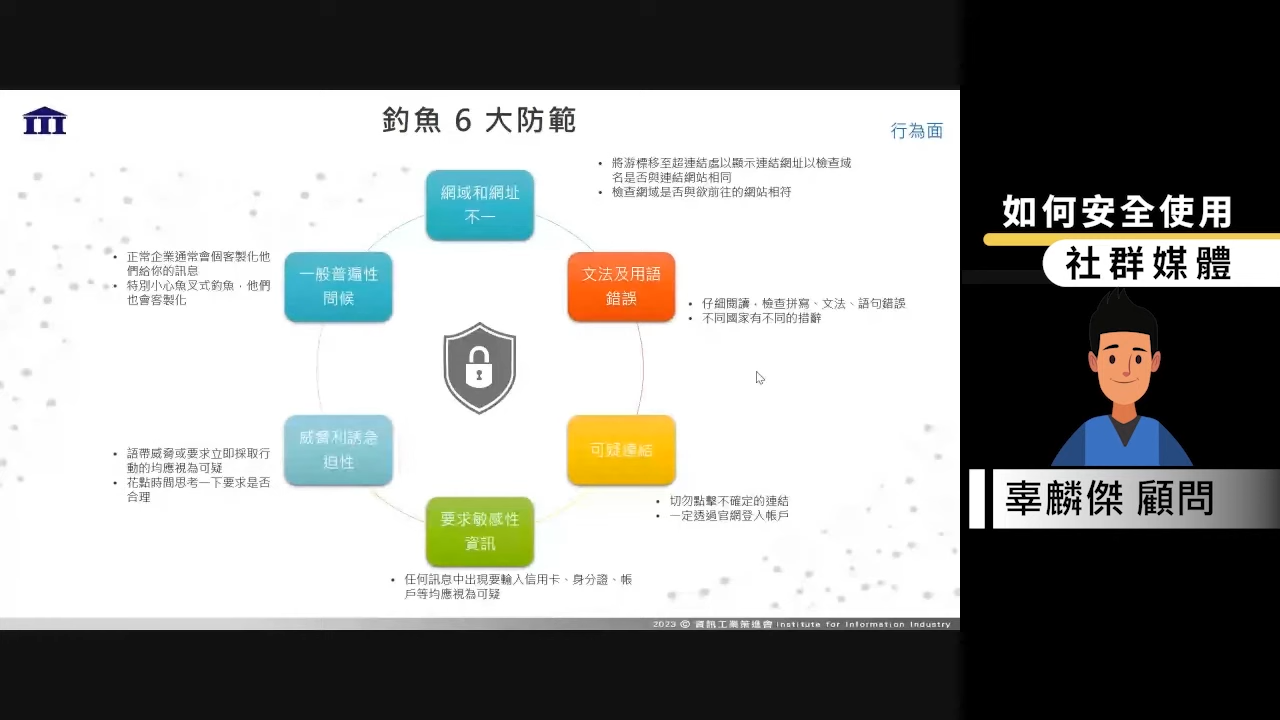 釣魚 6 大防範
行為面
網域和網址
不一
• 將游標移至超連結處以顯示連結網址以檢查域
名是否與連結網站相同
• 檢查網域是否與欲前往的網站相符
文法及用語
錯誤
• 仔細閱讀，檢查拼寫、文法、語句錯誤
• 不同國家有不同的措辭
可疑連結
• 切勿點擊不確定的連結
• 一定透過官網登入帳戶
要求敏感性
資訊
• 任何訊息中出現要輸入信用卡、身分證、帳
戶等均應視為可疑
威脅利誘急
迫性
• 語帶威脅或要求立即採取行
動的均應視為可疑
• 花點時間思考一下要求是否
合理
一般普遍性
問候
• 正常企業通常會個客製化他
們給你的訊息
• 特別小心魚叉式釣魚，他們
也會客製化
2023 © 資訊工業策進會 Institute for Information Industry
如何安全使用
社群媒體
辜麟傑 顧問